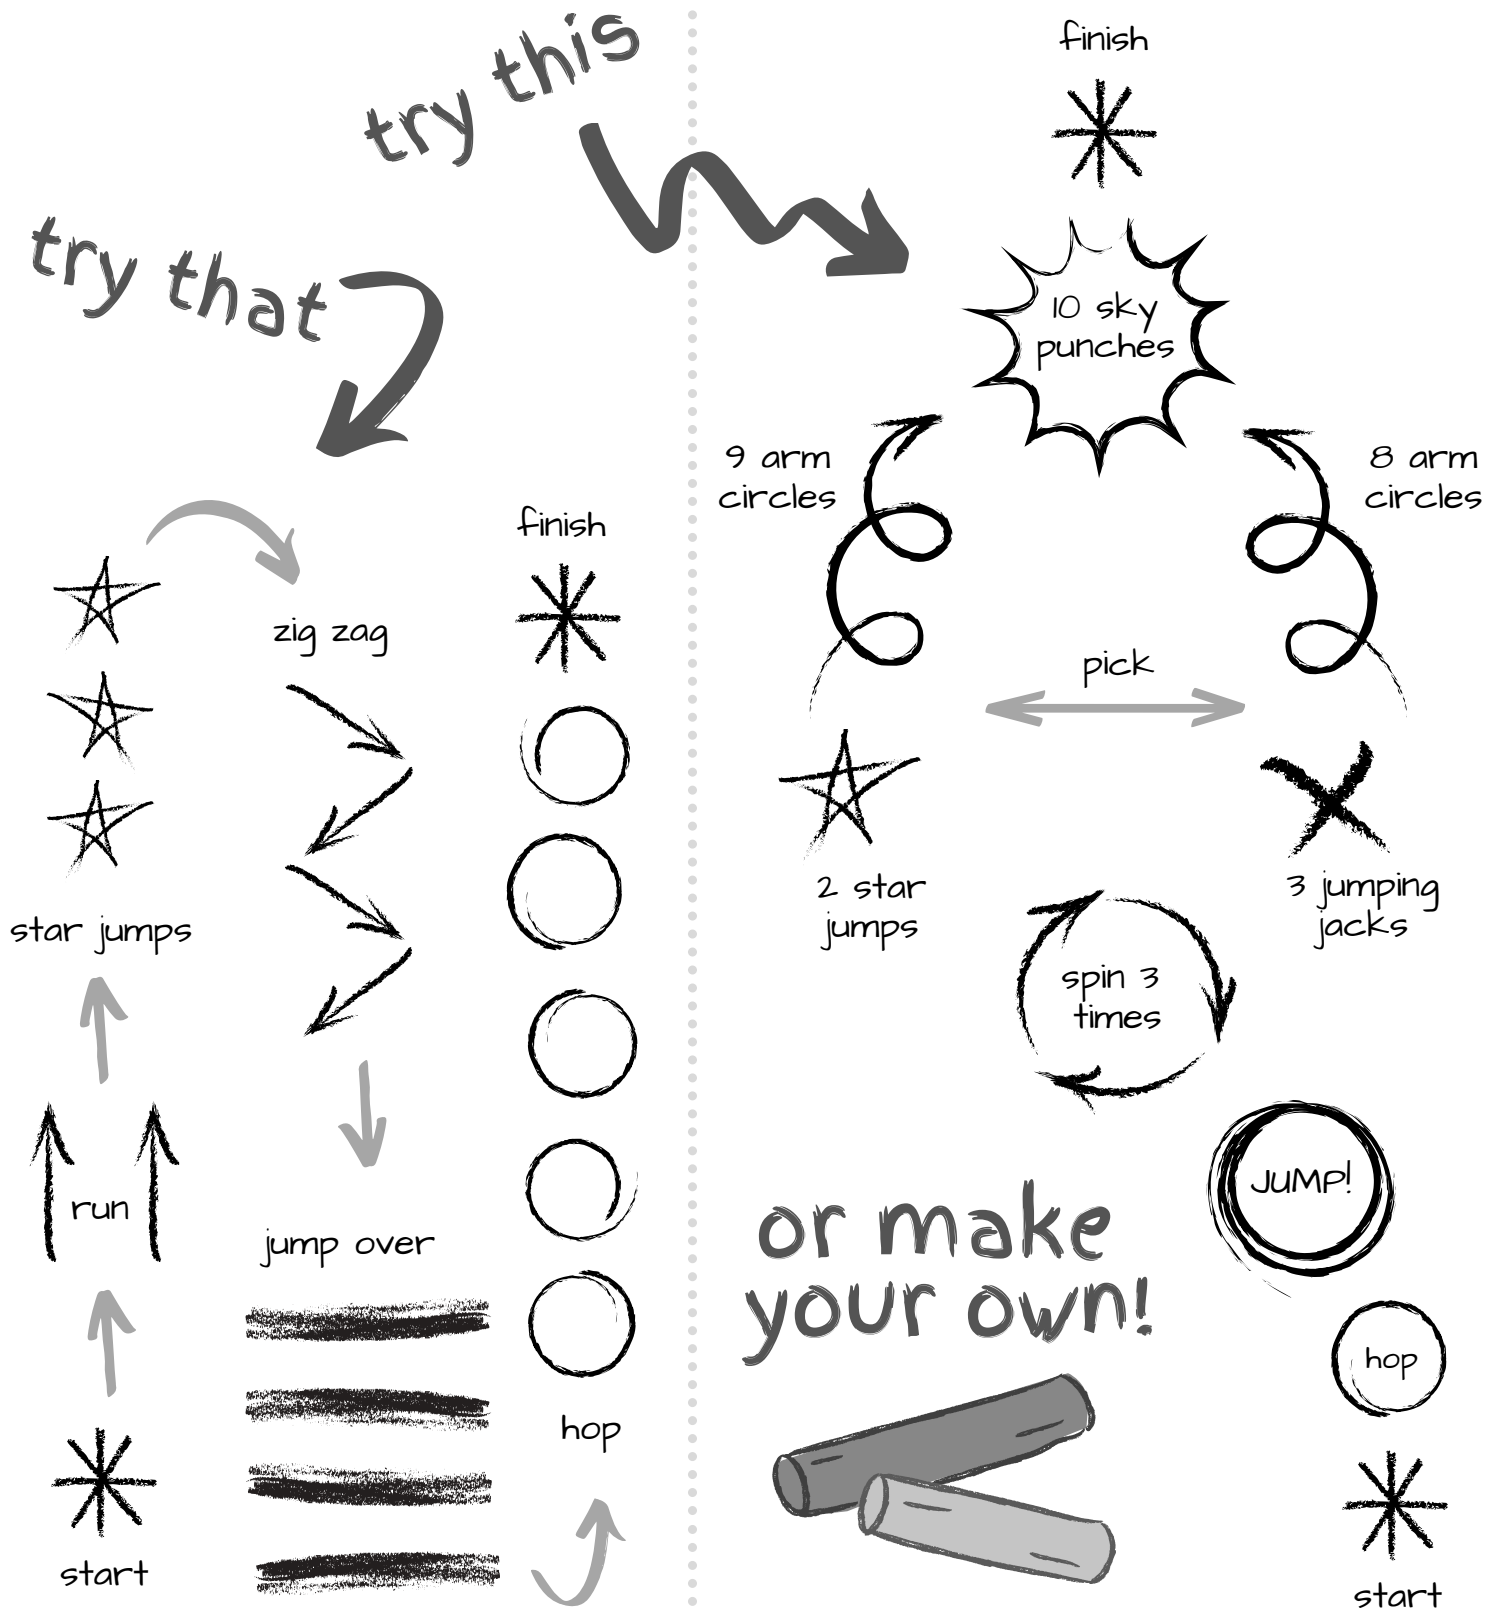 try this
try that
finish
zig zag
star jumps
run
jump over
hop
start
finish
10 sky
punches
9 arm
circles
8 arm
circles
pick
2 star
jumps
3 jumping
jacks
spin 3
times
JUMP!
or make
your own!
hop
start